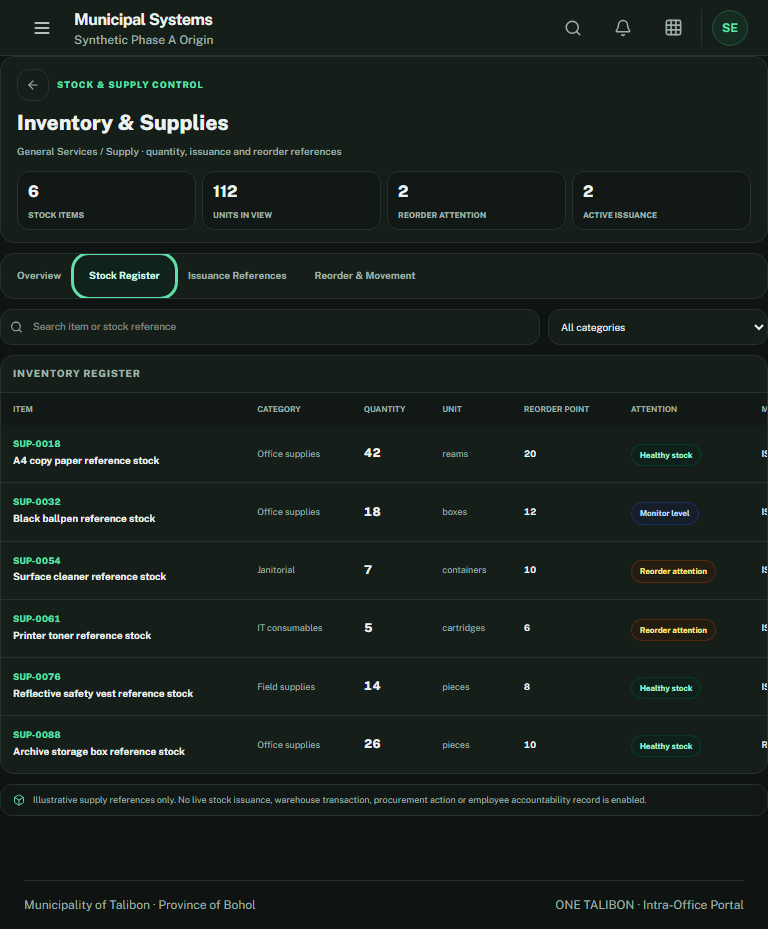 Municipal Systems
Synthetic Phase A Origin
SE
STOCK & SUPPLY CONTROL
Inventory & Supplies
General Services / Supply · quantity, issuance and reorder references
6
STOCK ITEMS
112
UNITS IN VIEW
2
REORDER ATTENTION
2
ACTIVE ISSUANCE
Overview Stock Register Issuance References Reorder & Movement
Search item or stock reference
All categories
INVENTORY REGISTER
ITEM CATEGORY QUANTITY UNIT REORDER POINT ATTENTION
SUP-0018
A4 copy paper reference stock
Office supplies 42 reams 20 Healthy stock
SUP-0032
Black ballpen reference stock
Office supplies 18 boxes 12 Monitor level
SUP-0054
Surface cleaner reference stock
Janitorial 7 containers 10 Reorder attention
SUP-0061
Printer toner reference stock
IT consumables 5 cartridges 6 Reorder attention
SUP-0076
Reflective safety vest reference stock
Field supplies 14 pieces 8 Healthy stock
SUP-0088
Archive storage box reference stock
Office supplies 26 pieces 10 Healthy stock
Illustrative supply references only. No live stock issuance, warehouse transaction, procurement action or employee accountability record is enabled.
Municipality of Talibon · Province of Bohol
ONE TALIBON · Intra-Office Portal